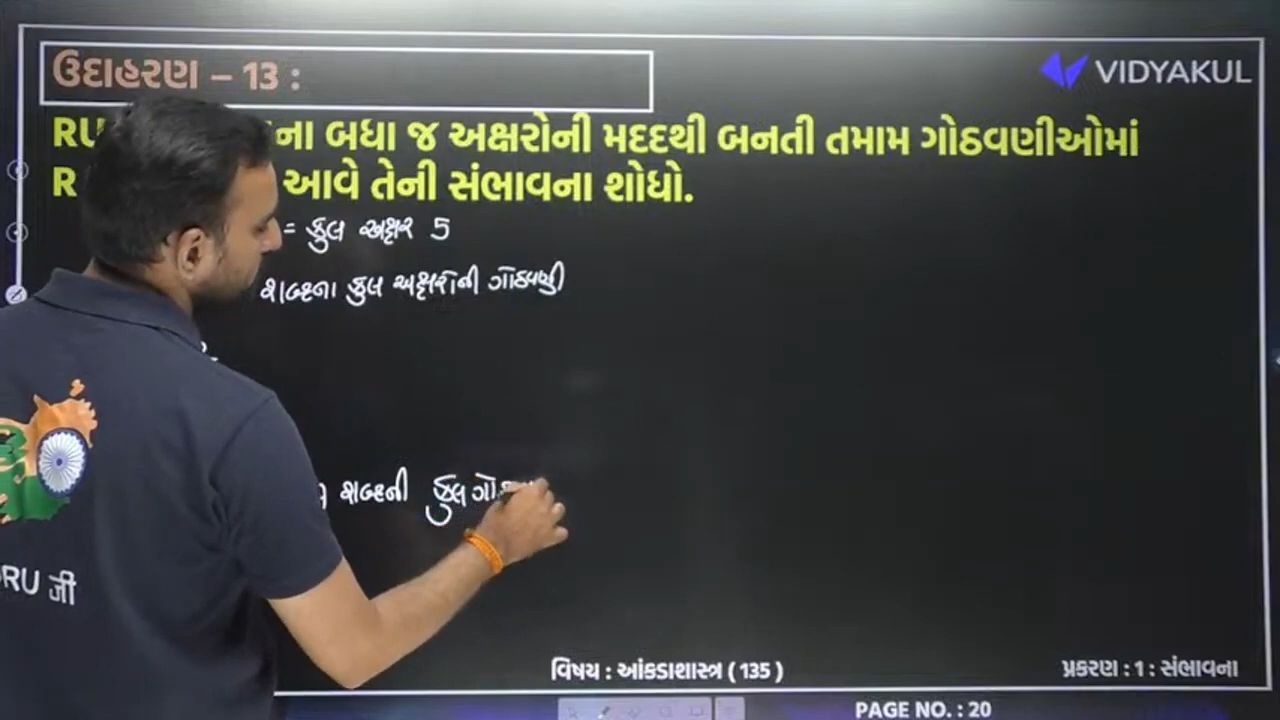 ઉદાહરણ – 13 :
VIDYAKUL
RU ના બધા જ અક્ષરોની મદદથી બનતી તમામ ગોઠવણીઓમાં
R આવે તેની સંભાવના શોધો.
= કુલ અક્ષર 5
શબ્દના કુલ અક્ષરોની ગોઠવણી
શબ્દની કુલ
RU જી
વિષય : આંકડાશાસ્ત્ર ( 135 )
પ્રકરણ : 1 : સંભાવના
PAGE NO. : 20